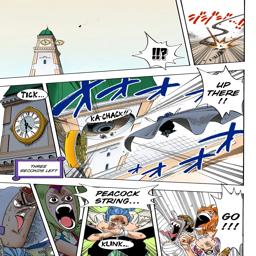 !!?
UP
THERE
!!
KA-CHACK!!
TICK...
THREE
SECONDS LEFT
GO
!!!
PEACOCK
STRING...
KLINK...